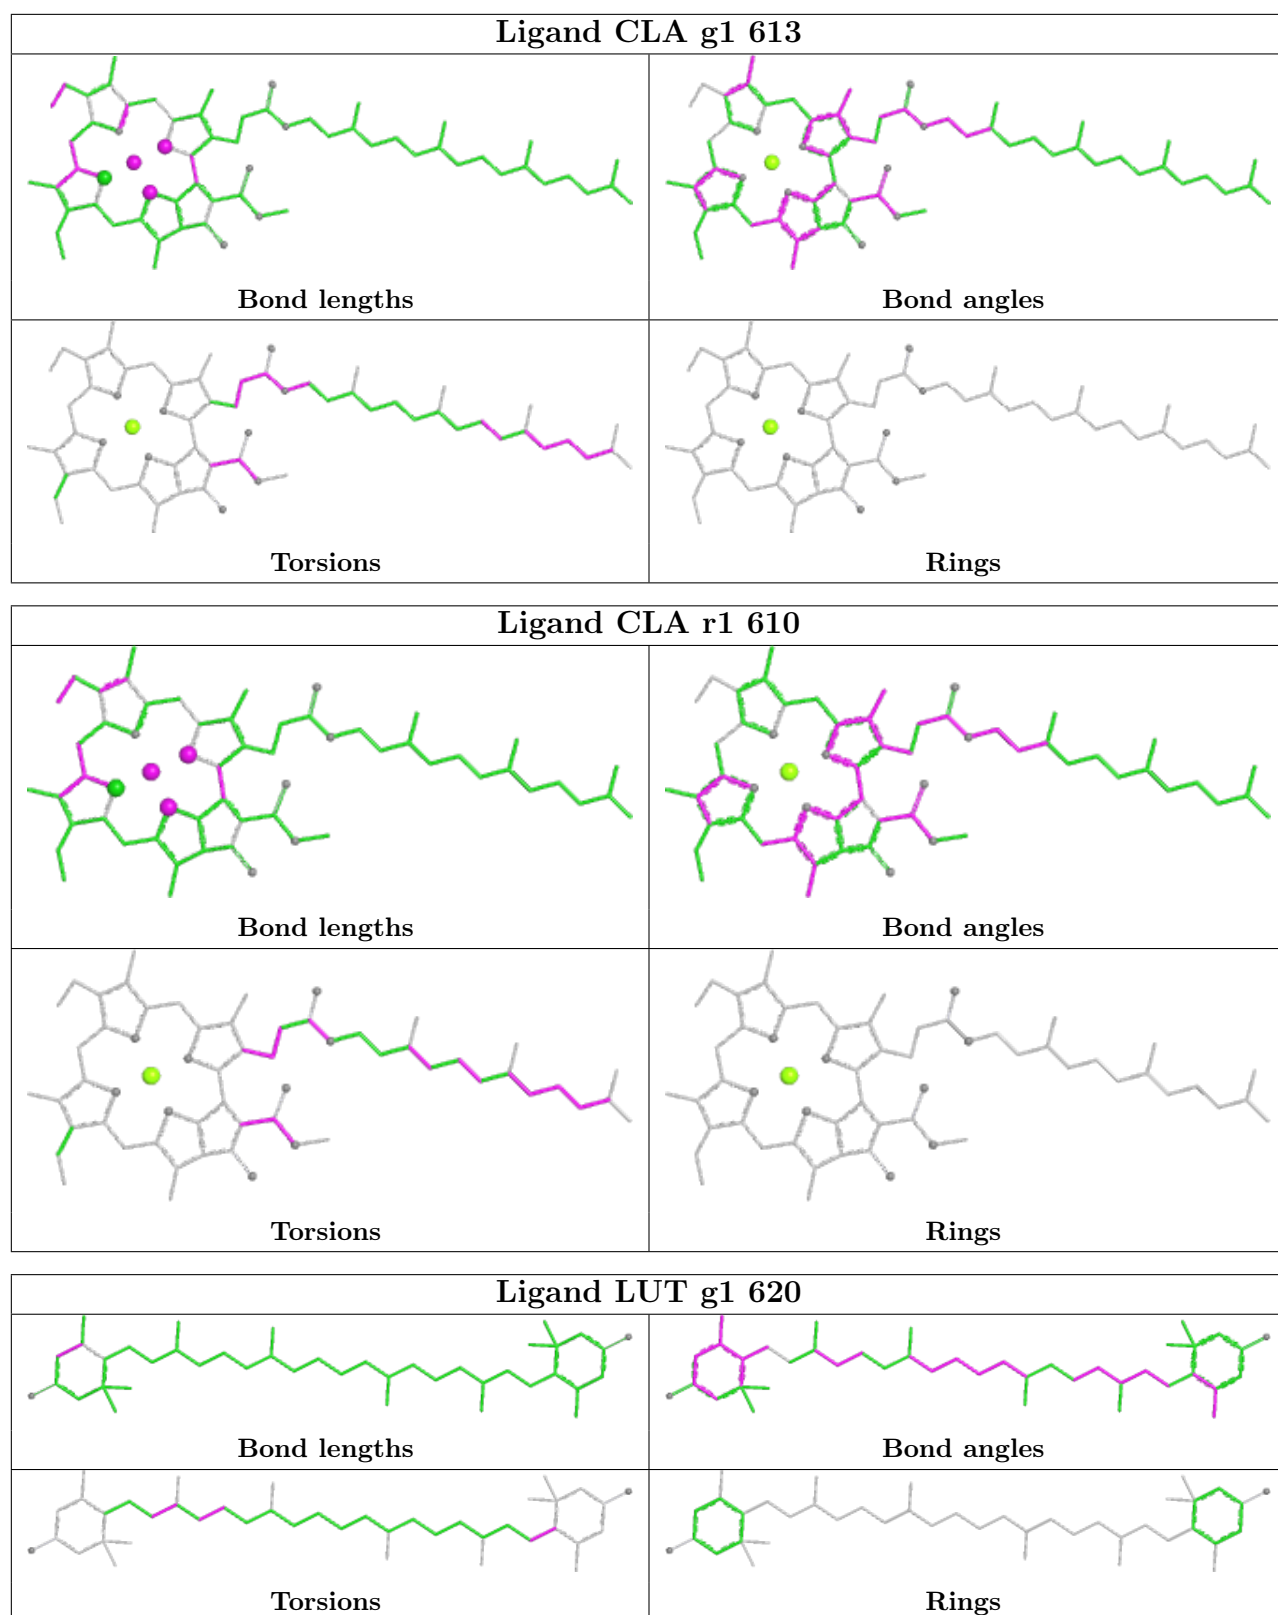 Ligand CLA g1 613
Bond lengths
Bond angles
Torsions
Rings
Ligand CLA r1 610
Bond lengths
Bond angles
Torsions
Rings
Ligand LUT g1 620
Bond lengths
Bond angles
Torsions
Rings